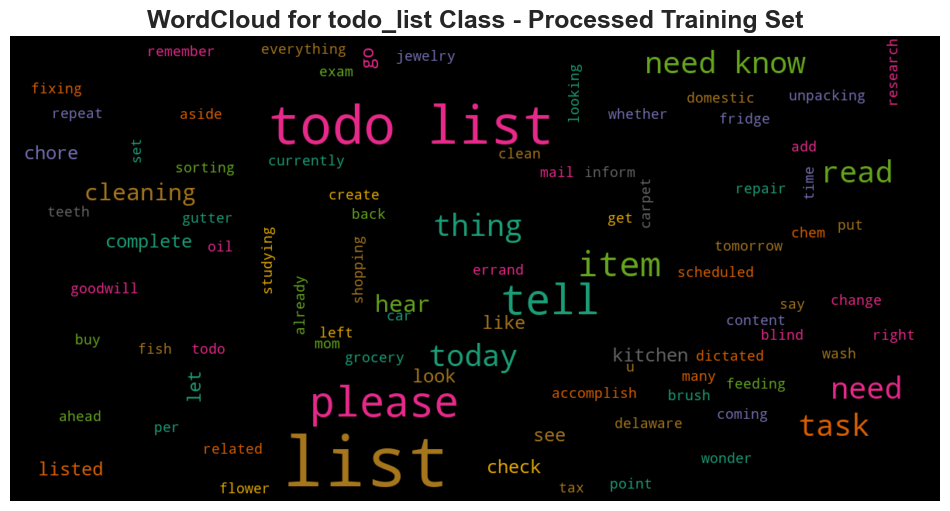 WordCloud for todo_list Class - Processed Training Set
remember
everything
go
jewelry
exam
looking
need know
research
fixing
repeat
aside
domestic
unpacking
whether
fridge
todo list
chore
set
sorting
currently
clean
mail
inform
add
time
read
cleaning
teeth
gutter
create
back
carpet
repair
get
put
complete
oil
studying
shopping
thing
chem
tomorrow
goodwill
already
errand
item
scheduled
hear
car
tell
say
change
content
buy
fish
todo
left
mom
like
blind
right
grocery
today
kitchen
u
dictated
wash
let
look
many
feeding
need
please
accomplish
brush
ahead
per
delaware
coming
task
related
list
see
check
wonder
listed
flower
tax
point